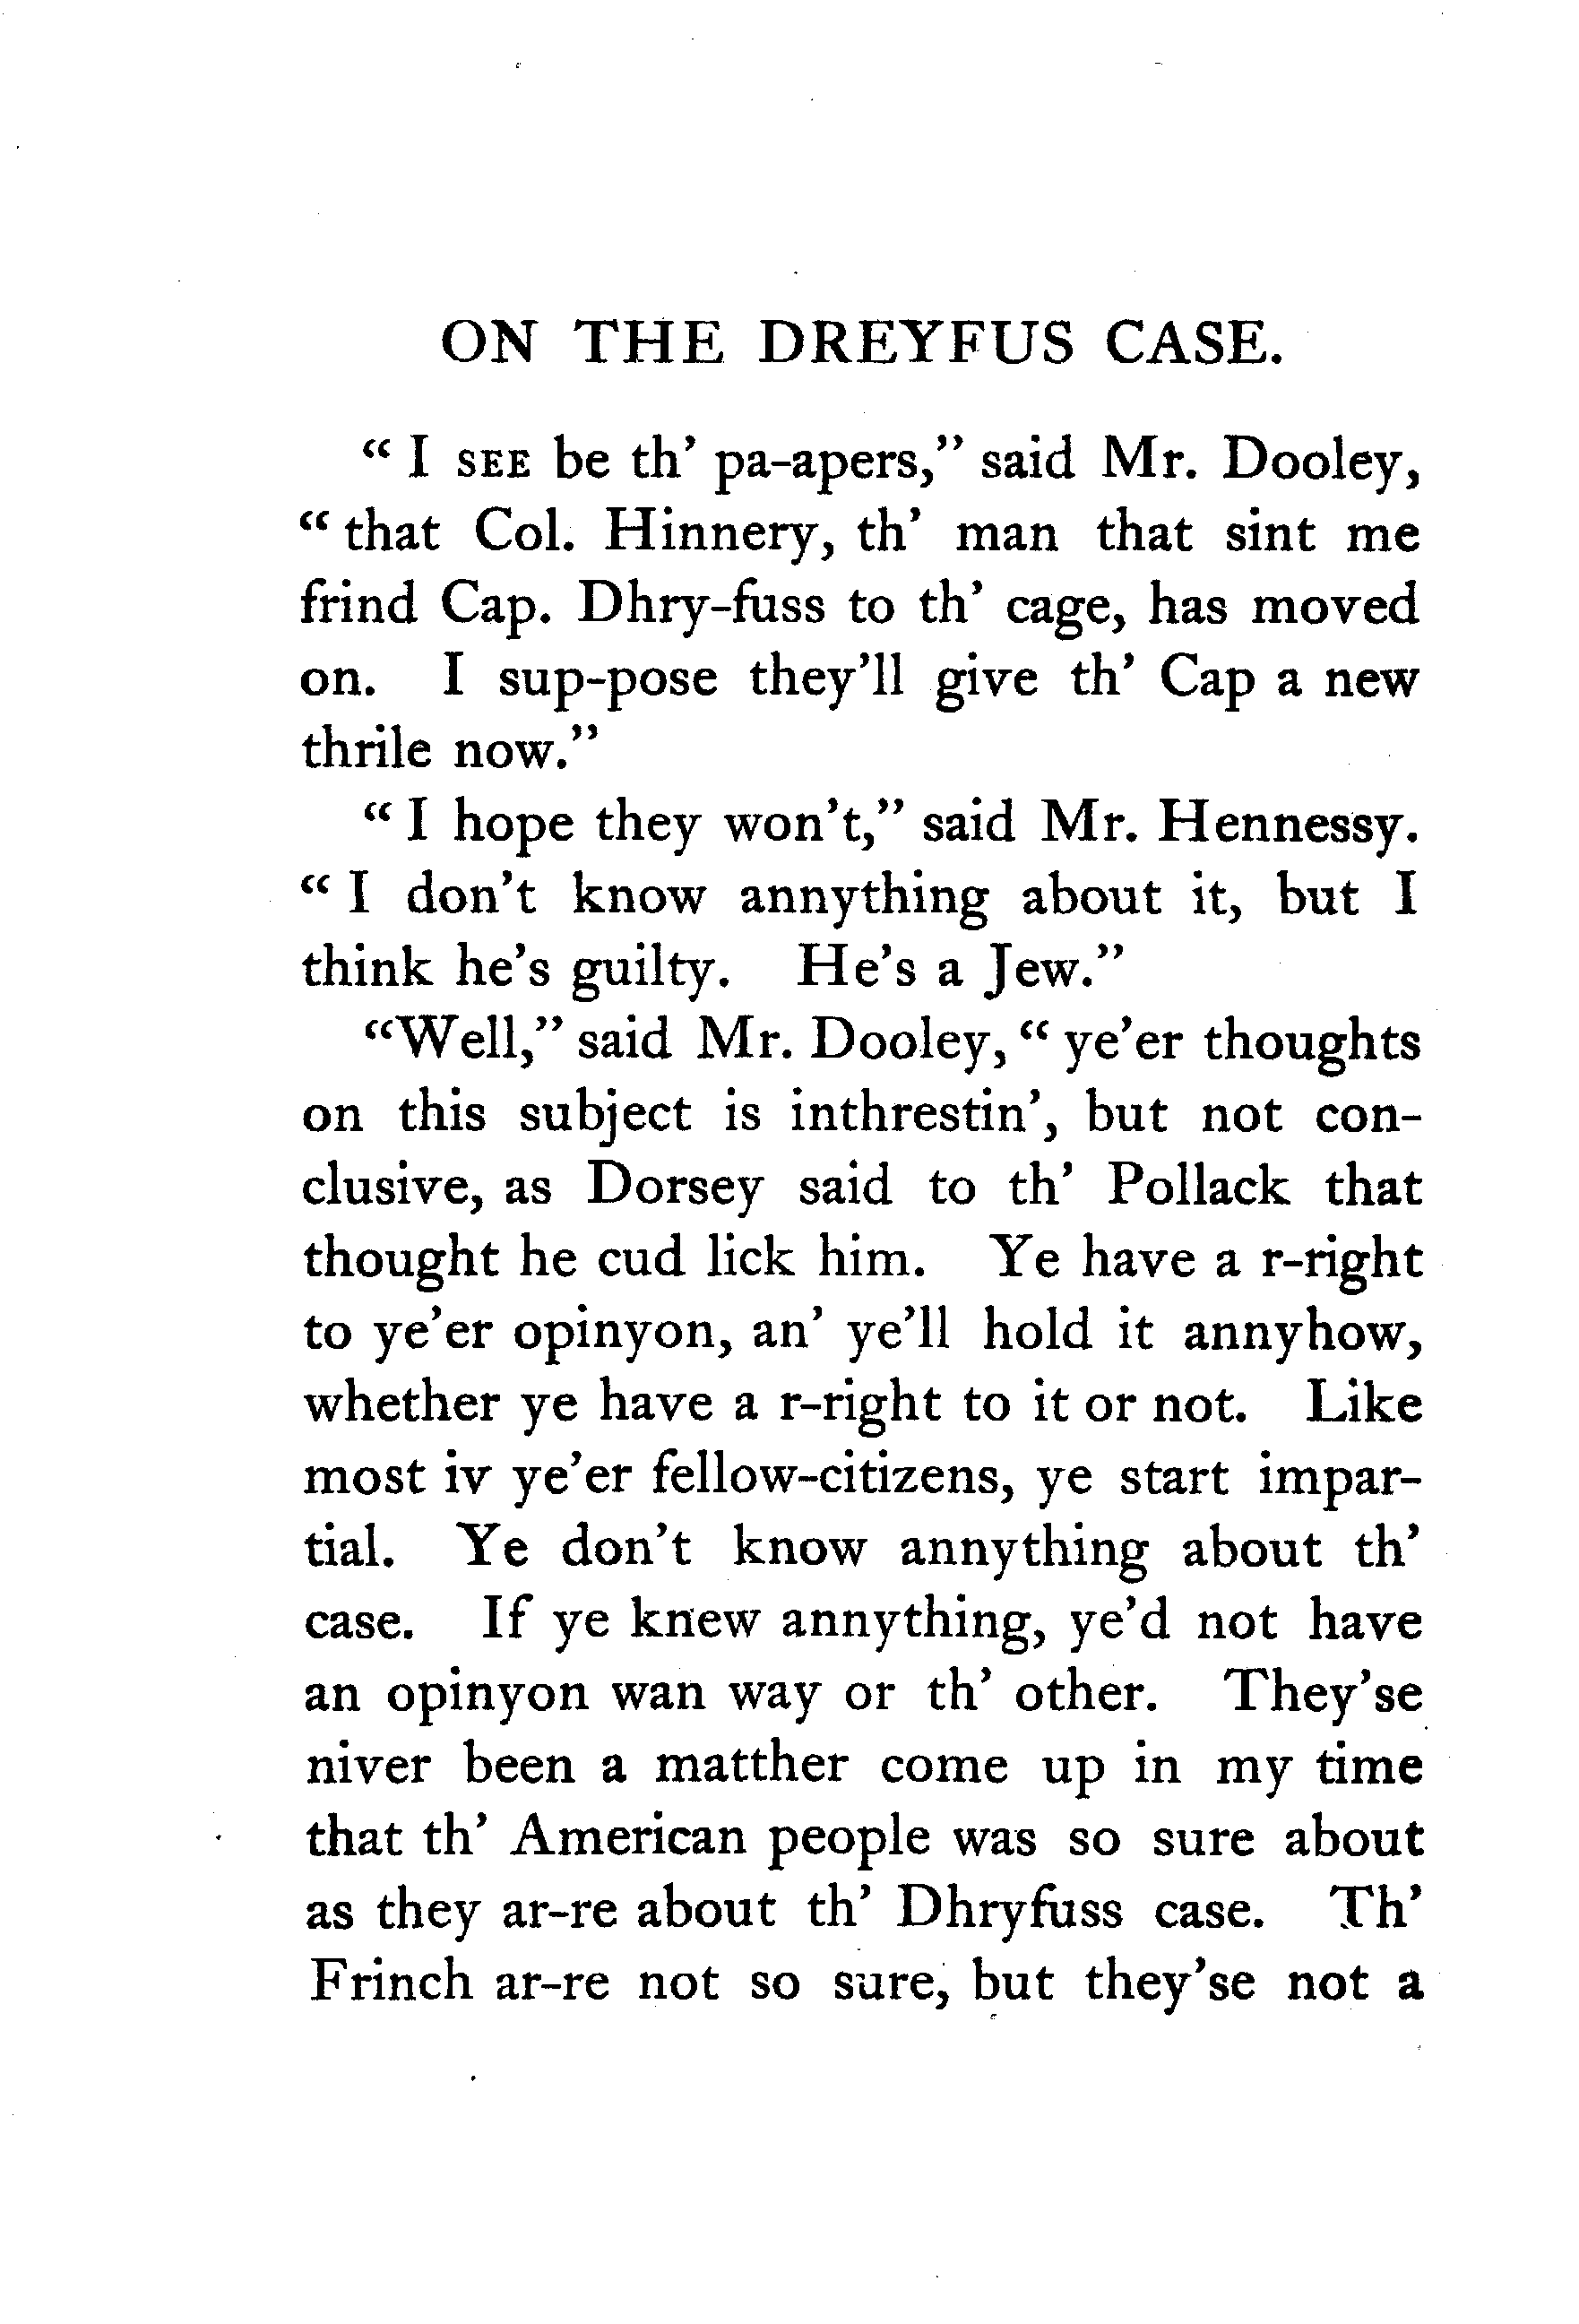 ON THE DREYFUS CASE.
“ I SEE be th’ pa-apers,” said Mr. Dooley,
“ that Col. Hinnery, th’ man that sint me
frind Cap. Dhry-fuss to th’ cage, has moved
on. I sup-pose they’ll give th’ Cap a new
thrile now.”
“ I hope they won’t,” said Mr. Hennessy.
“ I don’t know annything about it, but I
think he’s guilty. He’s a Jew.”
“Well,” said Mr. Dooley, “ ye’er thoughts
on this subject is inthrestin’, but not con-
clusive, as Dorsey said to th’ Pollack that
thought he cud lick him. Ye have a r-right
to ye’er opinyon, an’ ye’ll hold it annyhow,
whether ye have a r-right to it or not. Like
most iv ye’er fellow-citizens, ye start impar-
tial. Ye don’t know annything about th’
case. If ye knew annything, ye’d not have
an opinyon wan way or th’ other. They’se
niver been a matther come up in my time
that th’ American people was so sure about
as they ar-re about th’ Dhryfuss case. Th’
Frinch ar-re not so sure, but they’se not a